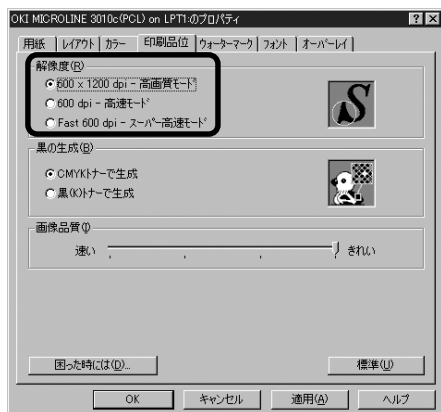 OKI MICROLINE 3010c(PCL) on LPT1:のプロパティ
用紙 レイアウト カラー 印刷品位 ウォーターマーク フォント オーバーレイ
解像度(R)
600 x 1200 dpi - 高画質モード
600 dpi - 高速モード
Fast 600 dpi - スーパー高速モード
黒の生成(B)
CMYKトナーで生成
黒(K)トナーで生成
画像品質(I)
速い きれい
困った時には(D)... 標準(U)
OK キャンセル 適用(A) ヘルプ